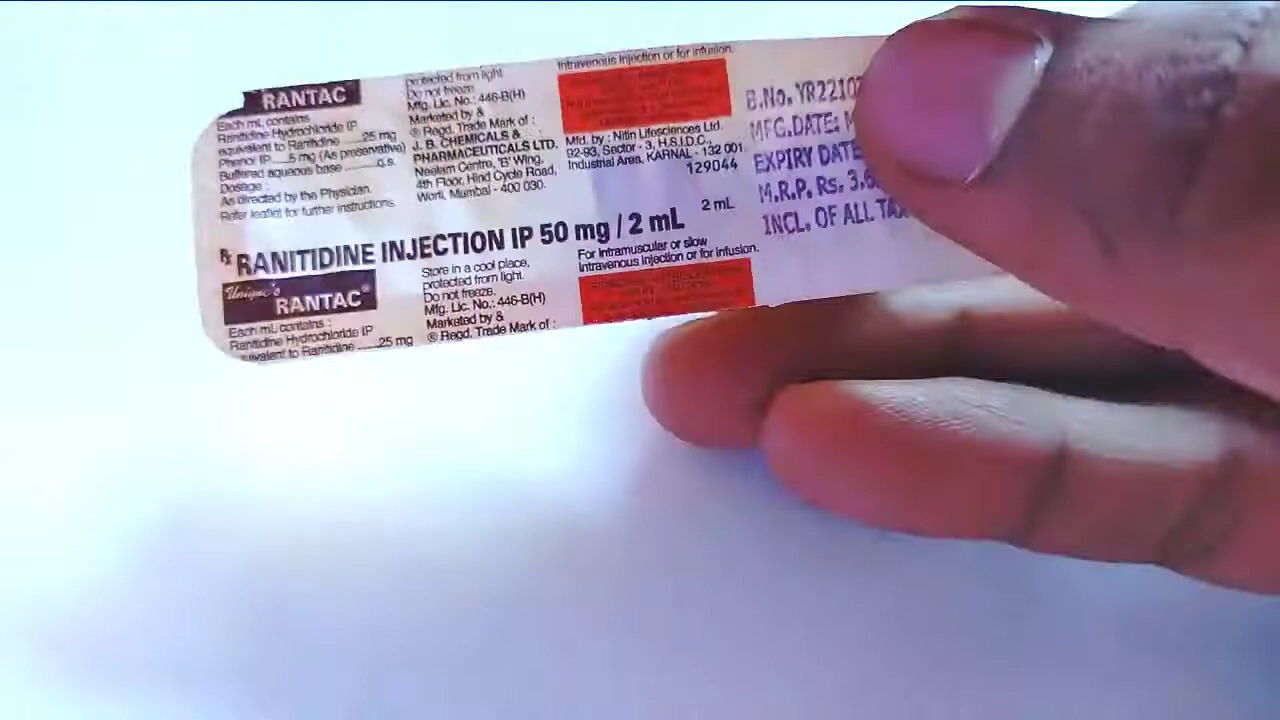 RANTAC
Each mL contains
Ranitidine Hydrochloride IP
equivalent to Ranitidine ......25 mg
Phenol IP.....5 mg (As preservative)
Buffered aqueous base .........q.s.
Dosage :
As directed by the Physician.
Refer leaflet for further instructions.
protected from light.
Do not freeze.
Mfg. Lic. No.: 446-B(H)
Marketed by &
® Regd. Trade Mark of :
J. B. CHEMICALS &
PHARMACEUTICALS LTD.
Neelam Centre, 'B' Wing,
4th Floor, Hind Cycle Road,
Worli, Mumbai - 400 030.
Intravenous Injection or for infusion.
Mfd. by : Nitin Lifesciences Ltd.
92-93, Sector - 3, H.S.I.D.C.,
Industrial Area, KARNAL - 132 001.
129044
B.No. YR2210
MFG.DATE: M
EXPIRY DATE
M.R.P. Rs. 3.6
INCL. OF ALL TAX
℞ RANITIDINE INJECTION IP 50 mg / 2 mL
2 mL
Unique's
RANTAC®
Each mL contains :
Ranitidine Hydrochloride IP
equivalent to Ranitidine ......25 mg
Store in a cool place,
protected from light.
Do not freeze.
Mfg. Lic. No.: 446-B(H)
Marketed by &
® Regd. Trade Mark of :
For Intramuscular or slow
Intravenous Injection or for infusion.